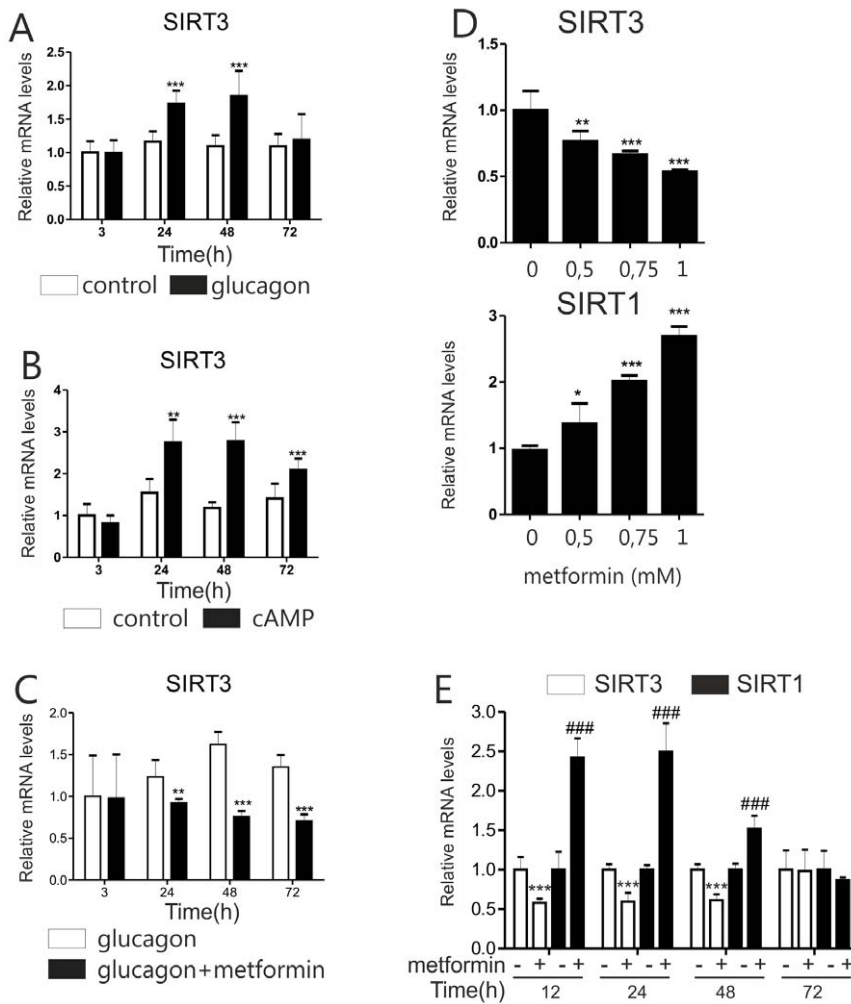 A
SIRT3
Relative mRNA levels
2.5
2.0
1.5
1.0
0.5
0.0
*** ***
3 24 48 72
Time(h)
control glucagon
B
SIRT3
Relative mRNA levels
4
3
2
1
0
** *** ***
3 24 48 72
Time(h)
control cAMP
C
SIRT3
Relative mRNA levels
2.0
1.5
1.0
0.5
0.0
** *** ***
3 24 48 72
Time(h)
glucagon
glucagon+metformin
D
SIRT3
Relative mRNA levels
1.5
1.0
0.5
0.0
** *** ***
0 0,5 0,75 1
SIRT1
Relative mRNA levels
3
2
1
0
* *** ***
0 0,5 0,75 1
metformin (mM)
E
SIRT3 SIRT1
Relative mRNA levels
3.0
2.5
2.0
1.5
1.0
0.5
0.0
*** ### *** ### *** ###
metformin - + - + - + - + - + - + - + - +
Time(h) 12 24 48 72